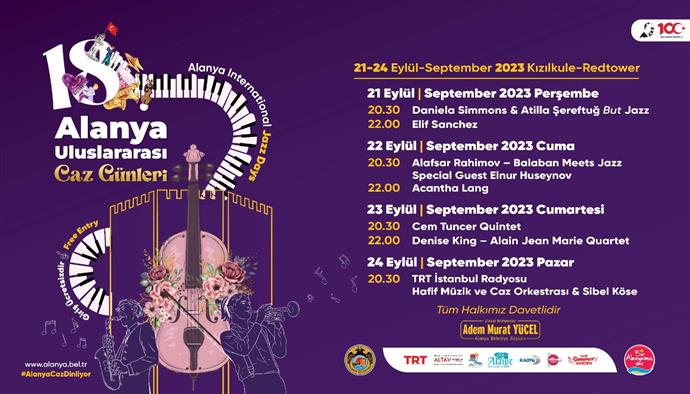 18
Alanya
Uluslararası
Caz Günleri
Alanya International Jazz Days
Giriş Ücretsizdir Free Entry
www.alanya.bel.tr
#AlanyaCazDinliyor
100
21-24 Eylül-September 2023 Kızılkule-Redtower
21 Eylül | September 2023 Perşembe
20.30 Daniela Simmons & Atilla Şereftuğ But Jazz
22.00 Elif Sanchez
22 Eylül | September 2023 Cuma
20.30 Alafsar Rahimov – Balaban Meets Jazz
Special Guest Elnur Huseynov
22.00 Acantha Lang
23 Eylül | September 2023 Cumartesi
20.30 Cem Tuncer Quintet
22.00 Denise King – Alain Jean Marie Quartet
24 Eylül | September 2023 Pazar
20.30 TRT İstanbul Radyosu
Hafif Müzik ve Caz Orkestrası & Sibel Köse
Tüm Halkımız Davetlidir
Adem Murat YÜCEL
Alanya Belediye Başkanı
TRT
ALTAV
Alaiye